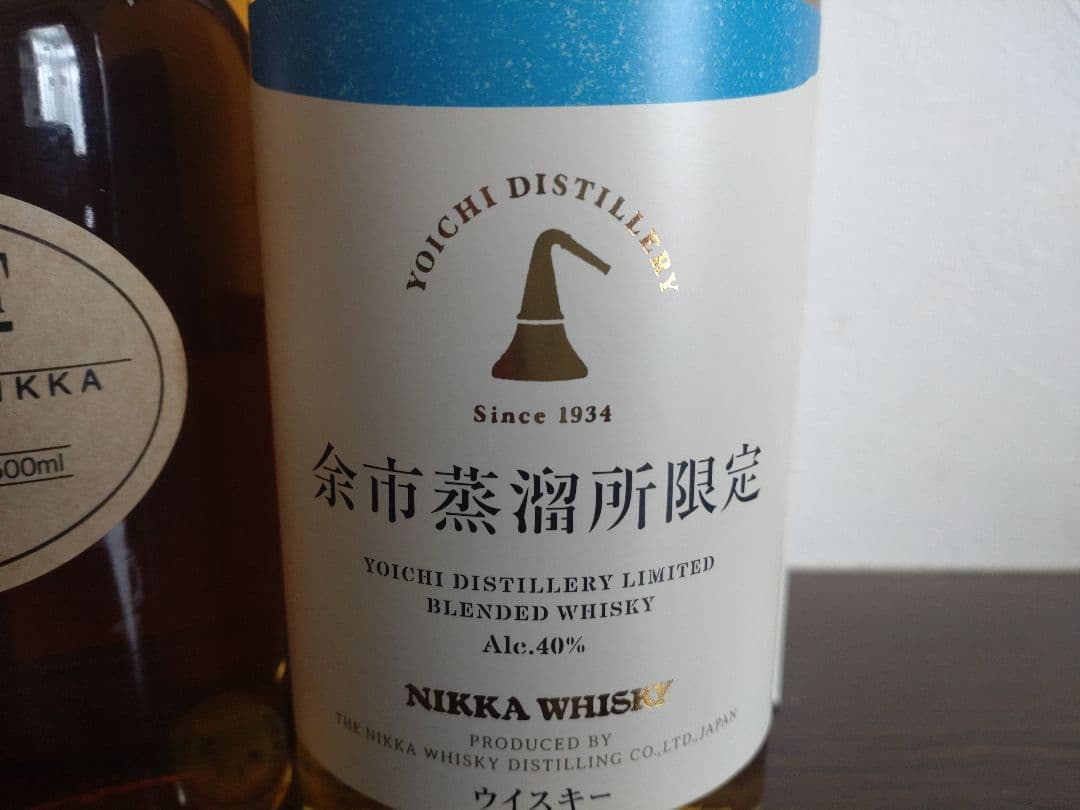 YOICHI DISTILLERY
Since 1934
余市蒸溜所限定
YOICHI DISTILLERY LIMITED
BLENDED WHISKY
Alc.40%
NIKKA WHISKY
PRODUCED BY
THE NIKKA WHISKY DISTILLING CO.,LTD.,JAPAN
ウイスキー
IKKA
500ml